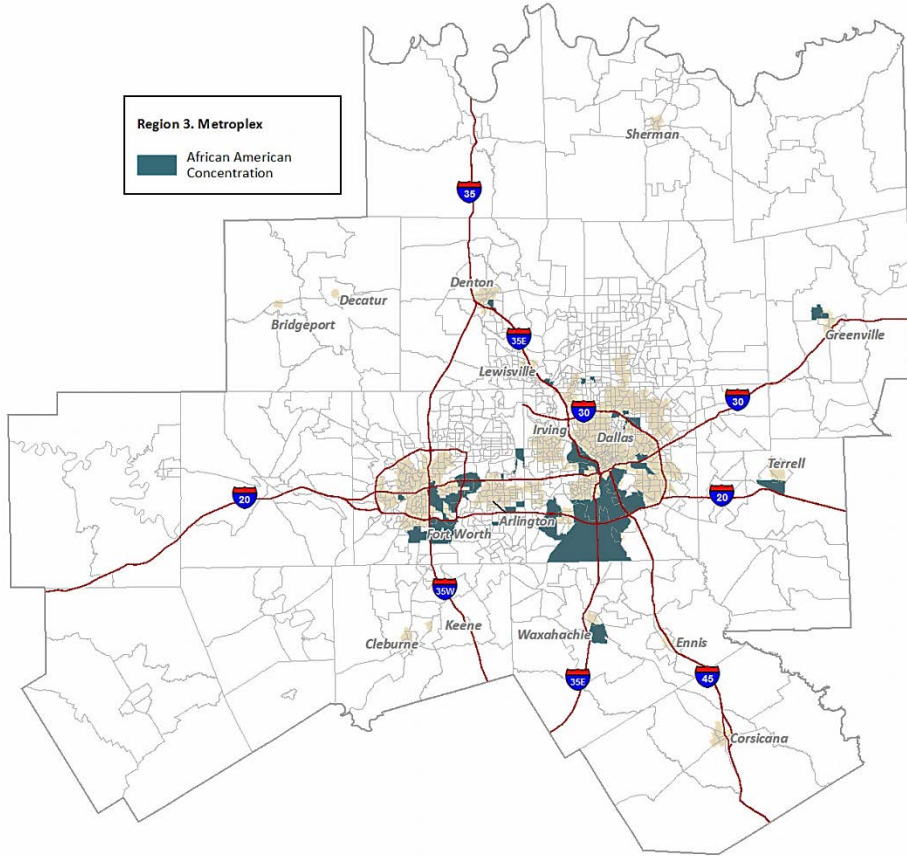 Region 3. Metroplex
African American
Concentration
Sherman
35
Denton
Decatur
Bridgeport
Greenville
35E
Lewisville
30
30
Irving
Dallas
Terrell
20
20
Arlington
Fort Worth
35W
Keene
Waxahachie
Cleburne
Ennis
35E
45
Corsicana